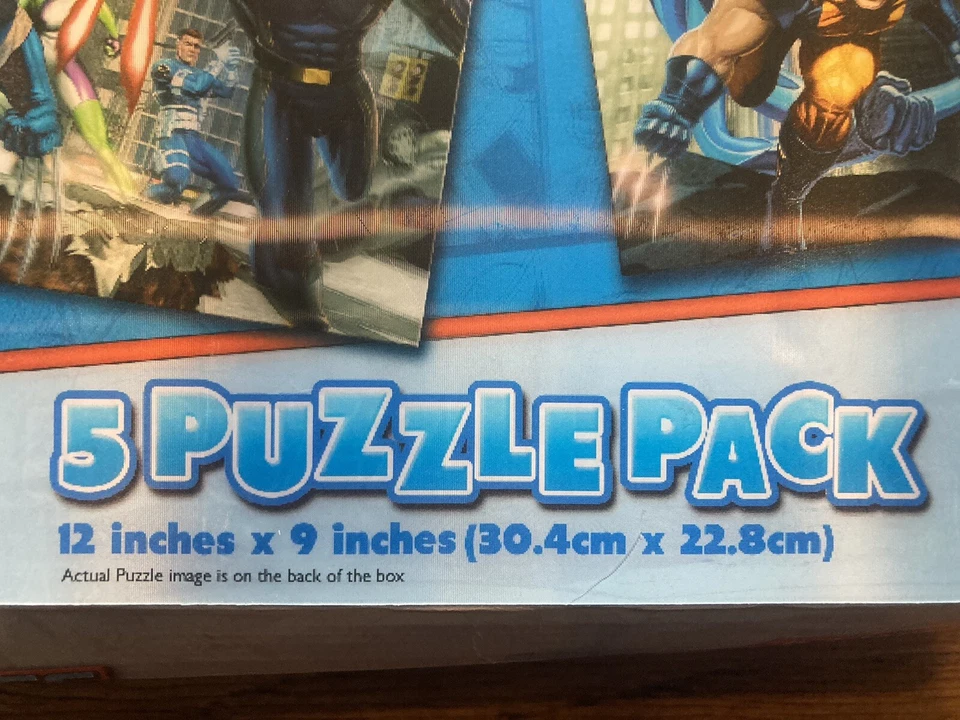 5 PUZZLE PACK
12 inches x 9 inches (30.4cm x 22.8cm)
Actual Puzzle image is on the back of the box